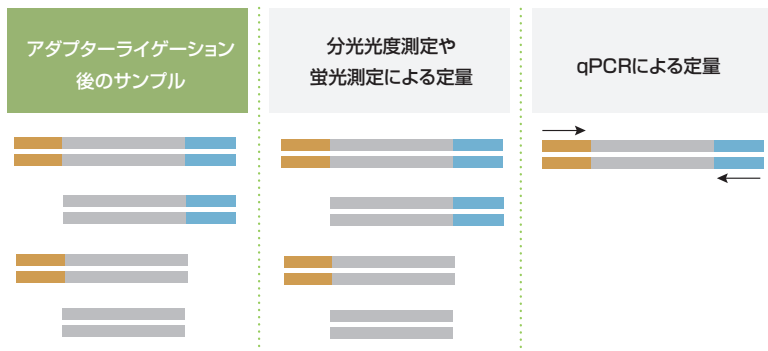 アダプターライゲーション
後のサンプル
分光光度測定や
蛍光測定による定量
qPCRによる定量